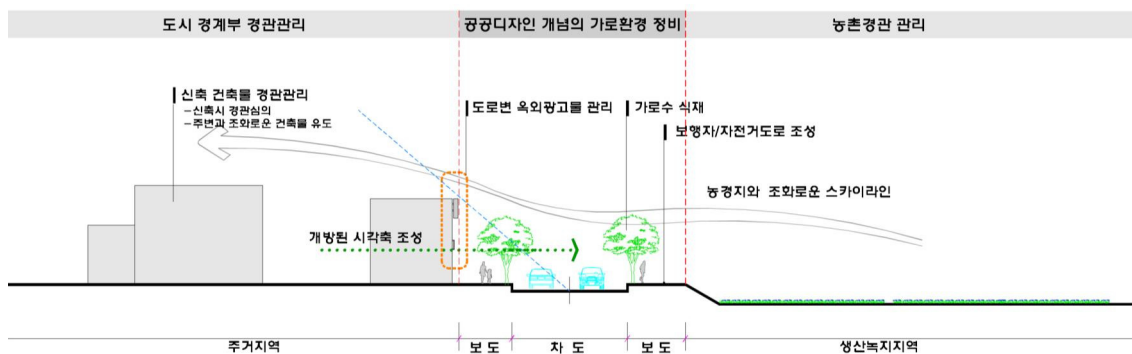 도시 경계부 경관관리
공공디자인 개념의 가로환경 정비
농촌경관 관리
신축 건축물 경관관리
-신축시 경관심의
-주변과 조화로운 건축물 유도
도로변 옥외광고물 관리
가로수 식재
보행자/자전거도로 조성
농경지와 조화로운 스카이라인
개방된 시각축 조성
주거지역
보 도
차 도
보 도
생산녹지지역